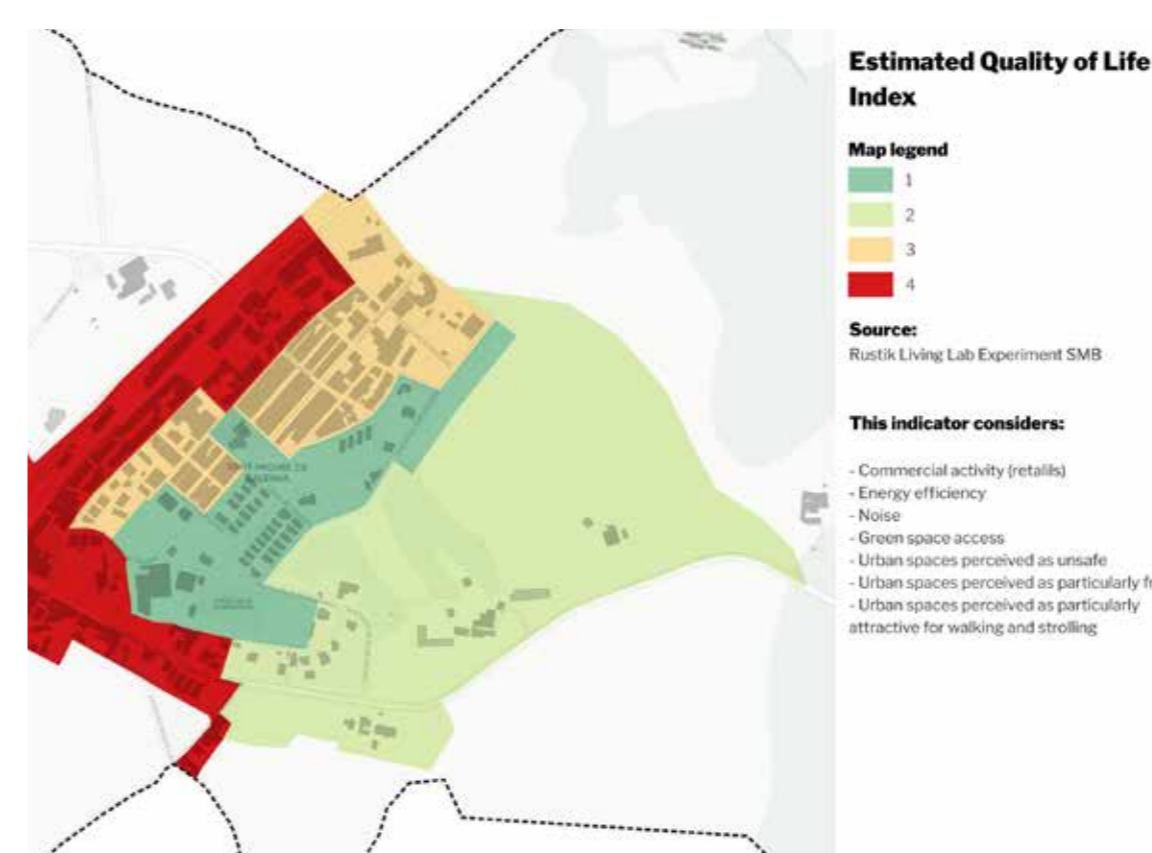 Estimated Quality of Life
Index
Map legend
1
2
3
4
Source:
Rustik Living Lab Experiment SMB
This indicator considers:
- Commercial activity (retalils)
- Energy efficiency
- Noise
- Green space access
- Urban spaces perceived as unsafe
- Urban spaces perceived as particularly
- Urban spaces perceived as particularly
attractive for walking and strolling